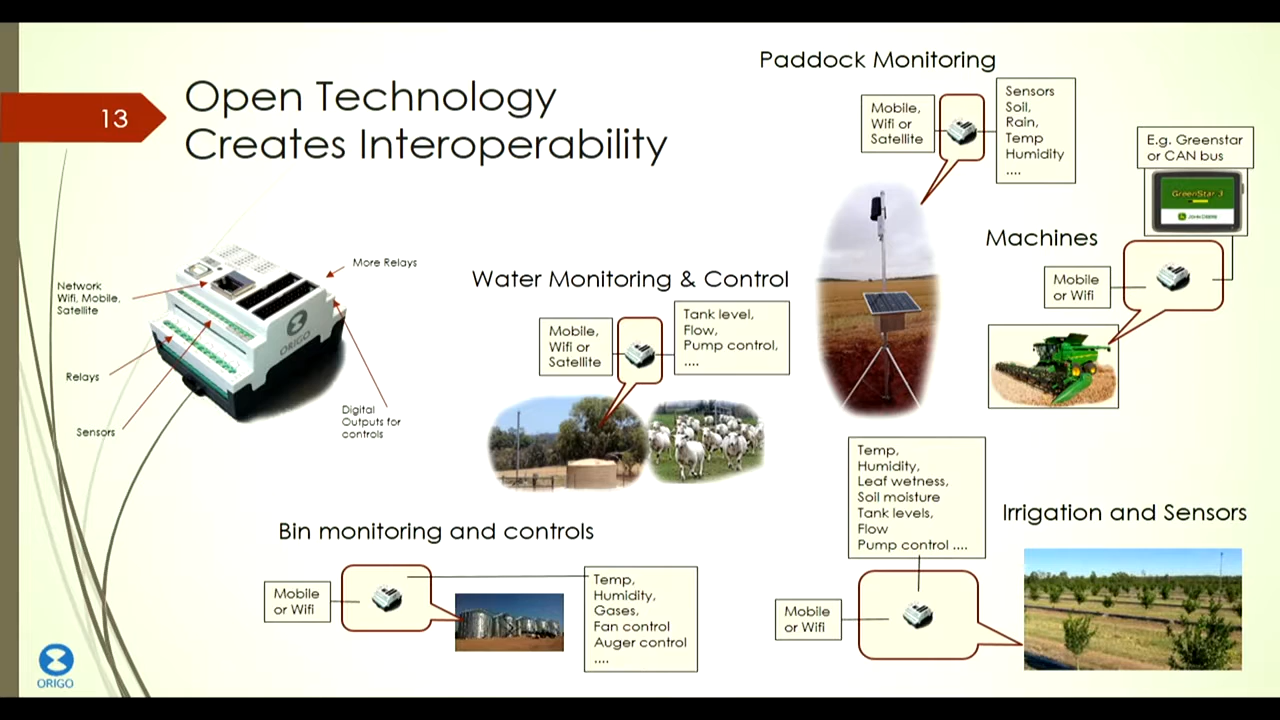 13
Open Technology
Creates Interoperability
Network
Wifi, Mobile,
Satellite
More Relays
ORIGO
Relays
Sensors
Digital
Outputs for
controls
Water Monitoring & Control
Mobile,
Wifi or
Satellite
Tank level,
Flow,
Pump control,
....
Paddock Monitoring
Mobile,
Wifi or
Satellite
Sensors
Soil,
Rain,
Temp
Humidity
....
E.g. Greenstar
or CAN bus
GreenStar 3
JOHN DEERE
Machines
Mobile
or Wifi
Bin monitoring and controls
Mobile
or Wifi
Temp,
Humidity,
Gases,
Fan control
Auger control
....
Temp,
Humidity,
Leaf wetness,
Soil moisture
Tank levels,
Flow
Pump control ....
Irrigation and Sensors
Mobile
or Wifi
ORIGO